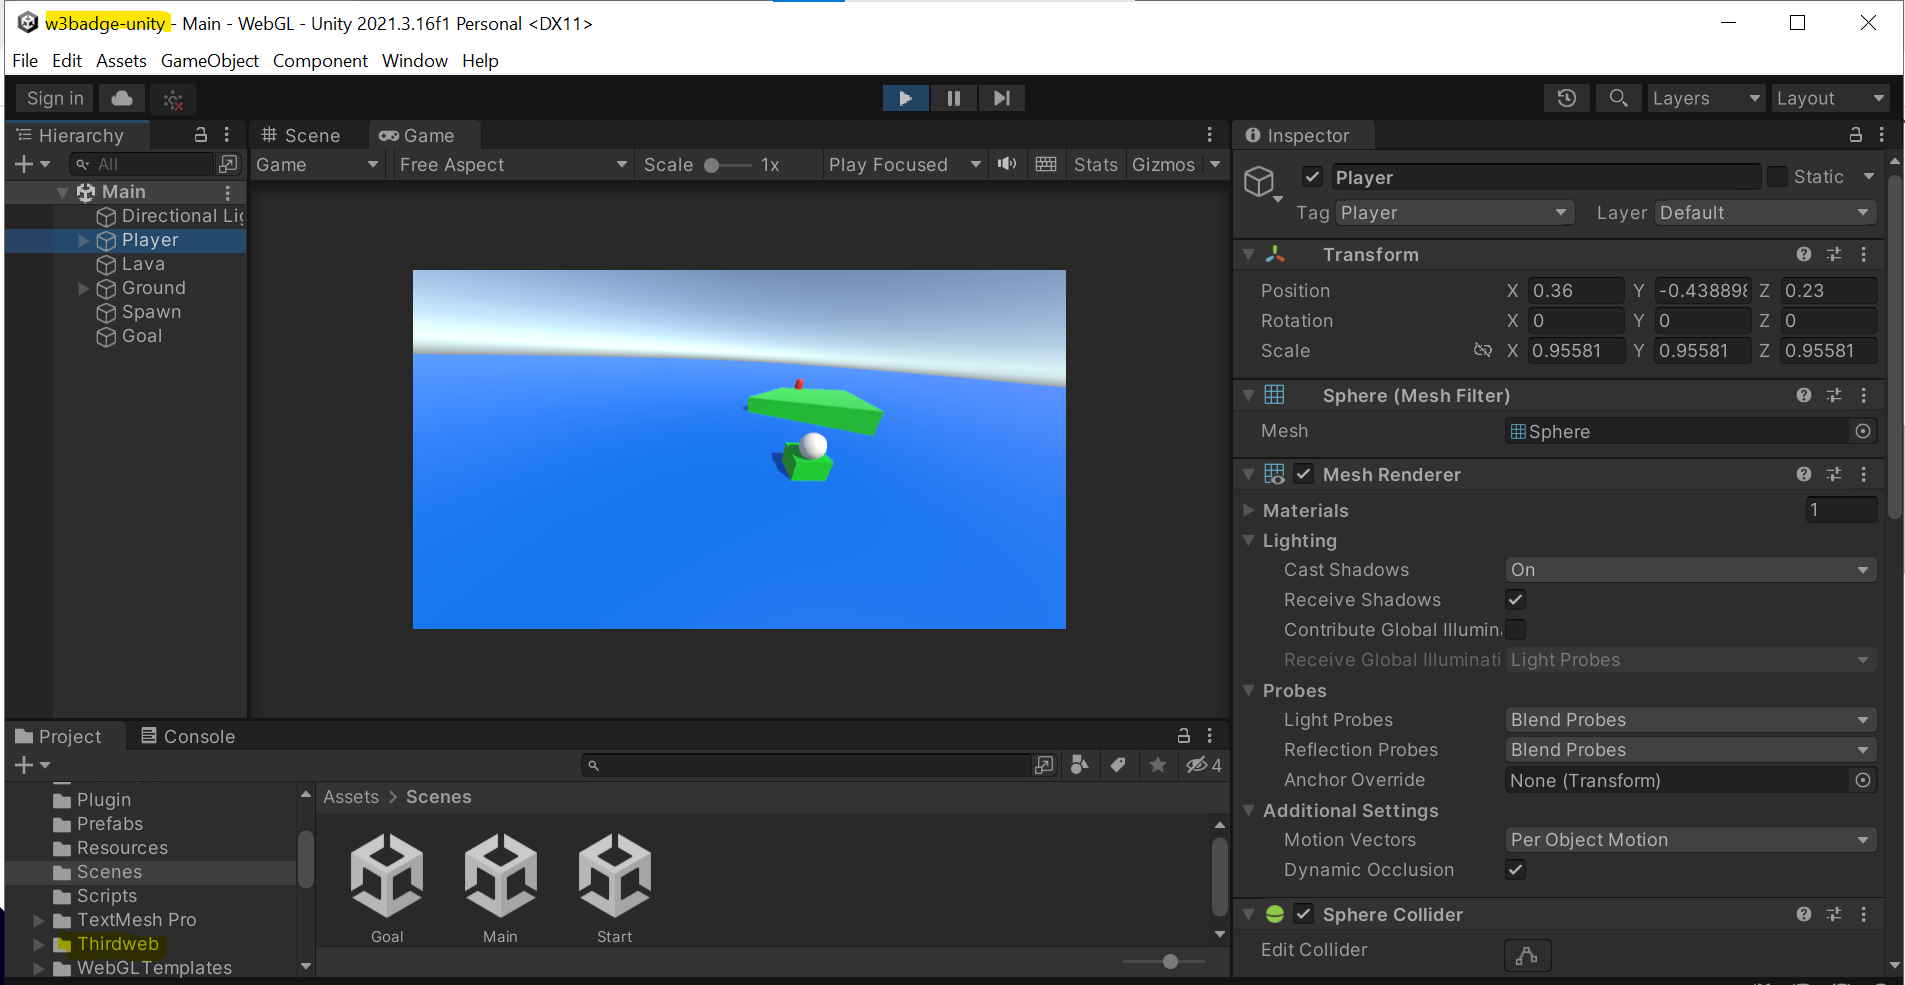 w3badge-unity - Main - WebGL - Unity 2021.3.16f1 Personal <DX11>
File Edit Assets GameObject Component Window Help
Sign in
Layers
Layout
Hierarchy
All
Main
Directional Lig
Player
Lava
Ground
Spawn
Goal
Scene
Game
Game
Free Aspect
Scale 1x
Play Focused
Stats
Gizmos
Inspector
Player
Static
Tag Player
Layer Default
Transform
Position X 0.36 Y -0.438898 Z 0.23
Rotation X 0 Y 0 Z 0
Scale X 0.95581 Y 0.95581 Z 0.95581
Sphere (Mesh Filter)
Mesh Sphere
Mesh Renderer
Materials 1
Lighting
Cast Shadows On
Receive Shadows
Contribute Global Illumin
Receive Global Illuminati Light Probes
Probes
Light Probes Blend Probes
Reflection Probes Blend Probes
Anchor Override None (Transform)
Additional Settings
Motion Vectors Per Object Motion
Dynamic Occlusion
Sphere Collider
Edit Collider
Project
Console
4
Plugin
Prefabs
Resources
Scenes
Scripts
TextMesh Pro
Thirdweb
WebGLTemplates
Assets > Scenes
Goal
Main
Start